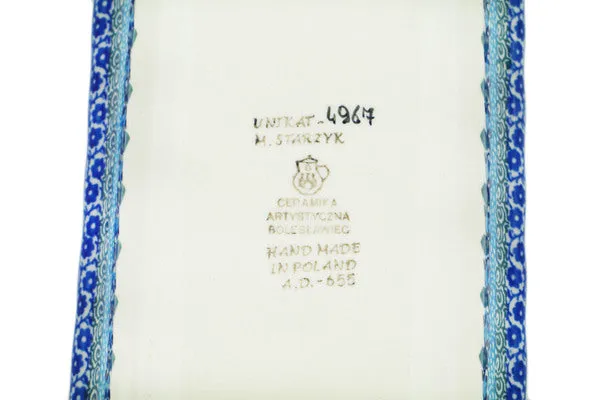 UNIKAT-4967
M. STARZYK
CERAMIKA
ARTYSTYCZNA
BOLESŁAWIEC
HAND MADE
IN POLAND
A.D.-655